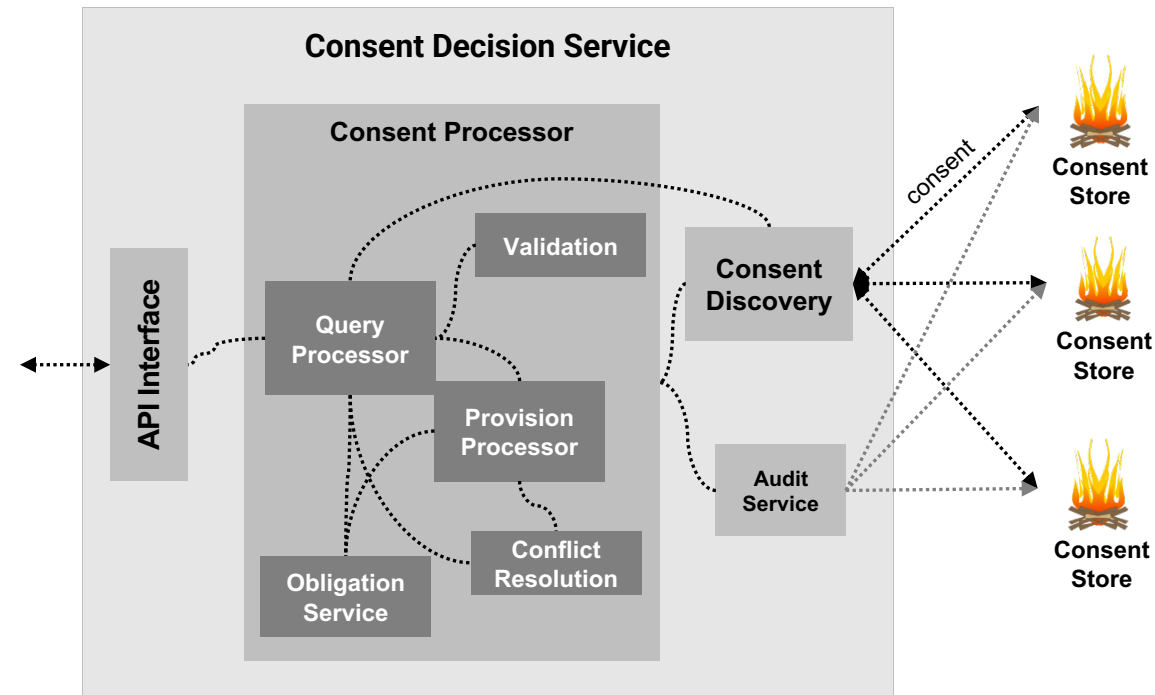 Consent Decision Service
Consent Processor
API Interface
Query
Processor
Validation
Provision
Processor
Conflict
Resolution
Obligation
Service
Consent
Discovery
Audit
Service
consent
Consent
Store
Consent
Store
Consent
Store